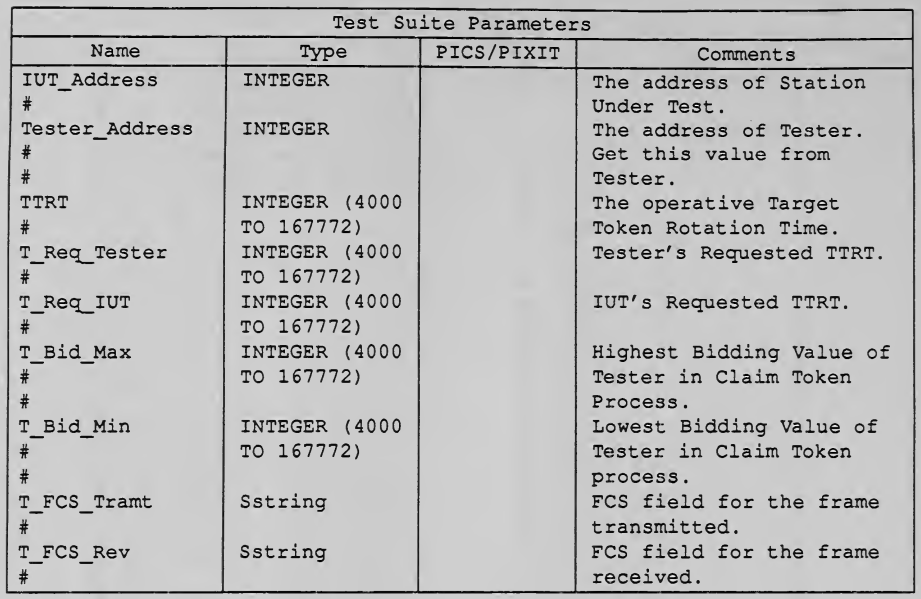 Test Suite Parameters
Name Type PICS/PIXIT Comments
IUT_Address INTEGER The address of Station
# Under Test.
Tester_Address INTEGER The address of Tester.
# Get this value from
# Tester.
TTRT INTEGER (4000 The operative Target
# TO 167772) Token Rotation Time.
T_Req_Tester INTEGER (4000 Tester's Requested TTRT.
# TO 167772)
T_Req_IUT INTEGER (4000 IUT's Requested TTRT.
# TO 167772)
T_Bid_Max INTEGER (4000 Highest Bidding Value of
# TO 167772) Tester in Claim Token
# Process.
T_Bid_Min INTEGER (4000 Lowest Bidding Value of
# TO 167772) Tester in Claim Token
# process.
T_FCS_Tramt Sstring FCS field for the frame
# transmitted.
T_FCS_Rev Sstring FCS field for the frame
# received.